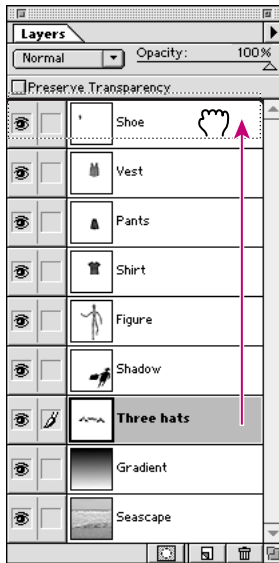 Layers
Normal Opacity: 100%
Preserve Transparency
Shoe
Vest
Pants
Shirt
Figure
Shadow
Three hats
Gradient
Seascape